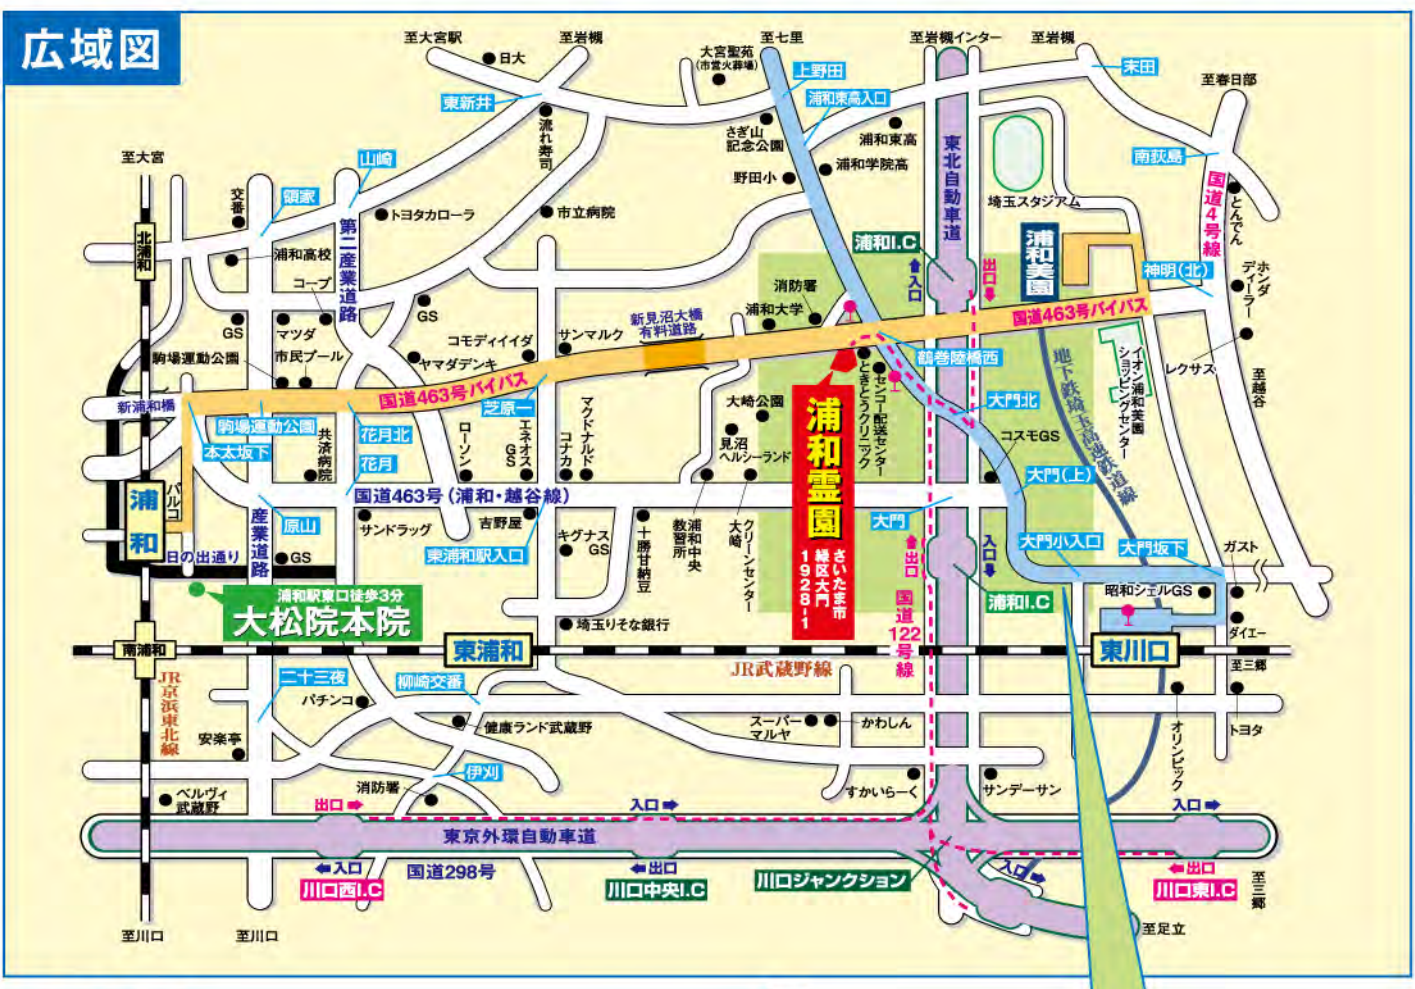 広域図
至大宮駅
日大
至岩槻
大宮聖苑
(市営火葬場)
至七里
至岩槻インター
至岩槻
上野田
末田
至春日部
東新井
浦和東高入口
流れ寿司
さぎ山
記念公園
浦和東高
東北自動車道
南荻島
至大宮
山崎
野田小
浦和学院高
国道4号線
とんでん
交番
領家
第二産業道路
トヨタカローラ
市立病院
埼玉スタジアム
北浦和
浦和高校
浦和I.C
浦和美園
入口
出口
神明(北)
ホンダ
ディーラー
コープ
消防署
浦和大学
GS
マツダ
GS
新見沼大橋
有料道路
国道463号バイパス
コモディイイダ
サンマルク
駒場運動公園
市民プール
ヤマダデンキ
鶴巻陸橋西
地下鉄埼玉高速鉄道線
イオン浦和美園
ショッピングセンター
レクサス
至越谷
新浦和橋
国道463号バイパス
芝原一
浦和霊園
さいたま市
緑区大門
1928-1
ときとうクリニック
センコー配送センター
大門北
駒場運動公園
花月北
本太坂下
共済病院
花月
ローソン
エネオス
GS
コナカ
マクドナルド
大崎公園
見沼
ヘルシーランド
コスモGS
大門(上)
浦和
パルコ
国道463号(浦和・越谷線)
原山
産業道路
サンドラッグ
吉野屋
東浦和駅入口
キグナス
GS
十勝甘納豆
浦和中央
教習所
大崎
クリーンセンター
大門
大門小入口
大門坂下
ガスト
日の出通り
GS
出口
入口
昭和シェルGS
浦和駅東口徒歩3分
大松院本院
浦和I.C
国道122号線
埼玉りそな銀行
ダイエー
南浦和
東浦和
東川口
JR武蔵野線
至三郷
JR京浜東北線
二十三夜
パチンコ
柳崎交番
健康ランド武蔵野
スーパー
マルヤ
かわしん
オリンピック
トヨタ
安楽亭
伊刈
消防署
ベルヴィ
武蔵野
すかいらーく
サンデーサン
出口
入口
入口
東京外環自動車道
入口
国道298号
出口
入口
出口
川口西I.C
川口中央I.C
川口ジャンクション
川口東I.C
至三郷
至川口
至川口
至足立